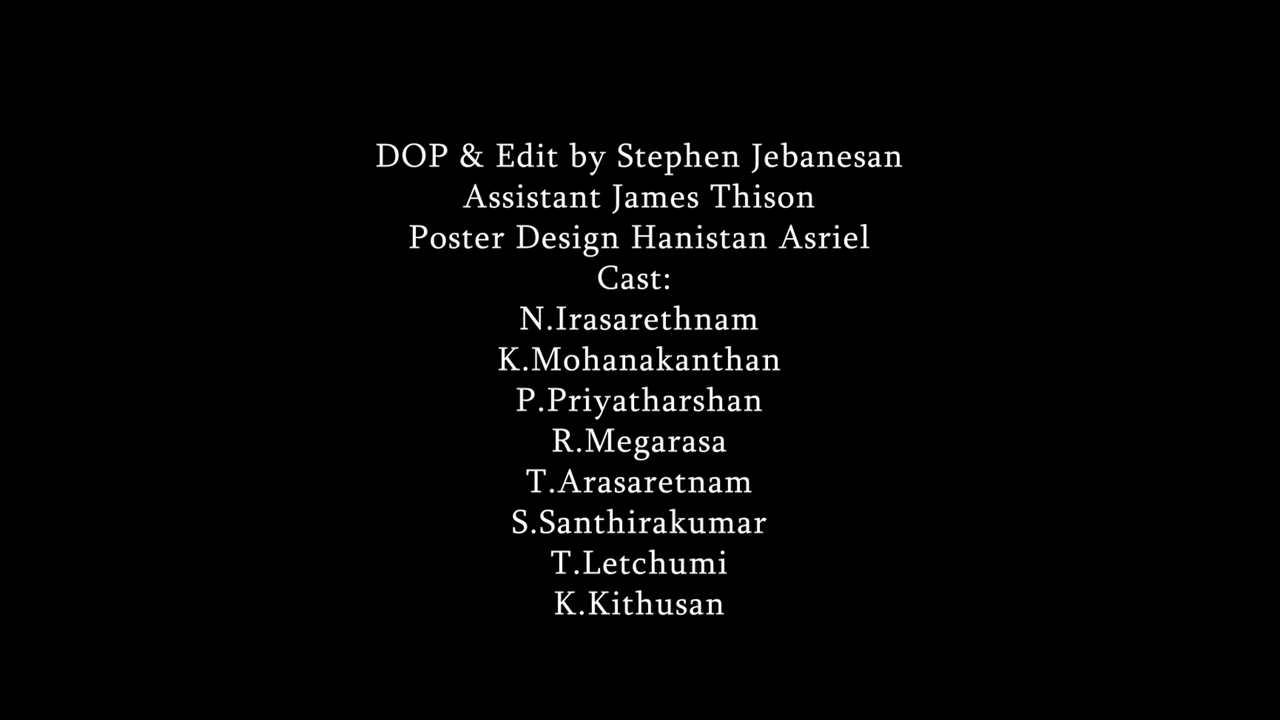 DOP & Edit by Stephen Jebanesan
Assistant James Thison
Poster Design Hanistan Asriel
Cast:
N.Irasarethnam
K.Mohanakanthan
P.Priyatharshan
R.Megarasa
T.Arasaretnam
S.Santhirakumar
T.Letchumi
K.Kithusan